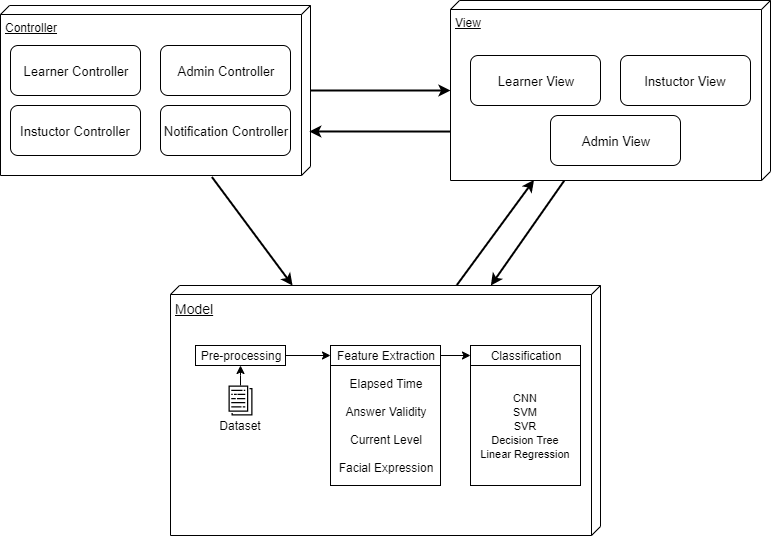 Controller
Learner Controller
Admin Controller
Instuctor Controller
Notification Controller
View
Learner View
Instuctor View
Admin View
Model
Pre-processing
Dataset
Feature Extraction
Elapsed Time
Answer Validity
Current Level
Facial Expression
Classification
CNN
SVM
SVR
Decision Tree
Linear Regression